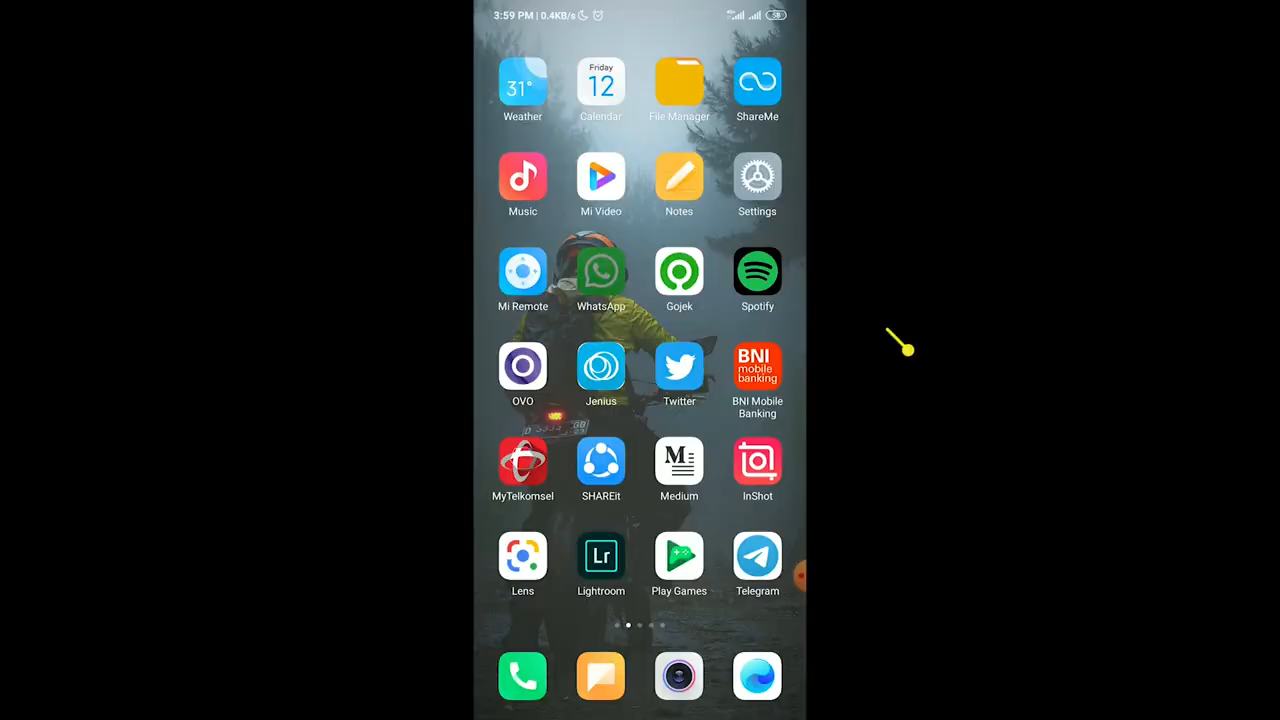 3:59 PM | 0.4KB/s 58
Friday
31° 12
Weather Calendar File Manager ShareMe
Music Mi Video Notes Settings
Mi Remote WhatsApp Gojek Spotify
BNI
mobile
banking
OVO Jenius Twitter BNI Mobile
Banking
M
MyTelkomsel SHAREit Medium InShot
Lr
Lens Lightroom Play Games Telegram